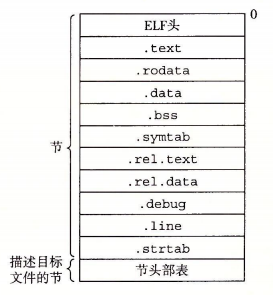 0
ELF头
.text
.rodata
.data
.bss
.symtab
节
.rel.text
.rel.data
.debug
.line
.strtab
描述目标
文件的节
节头部表